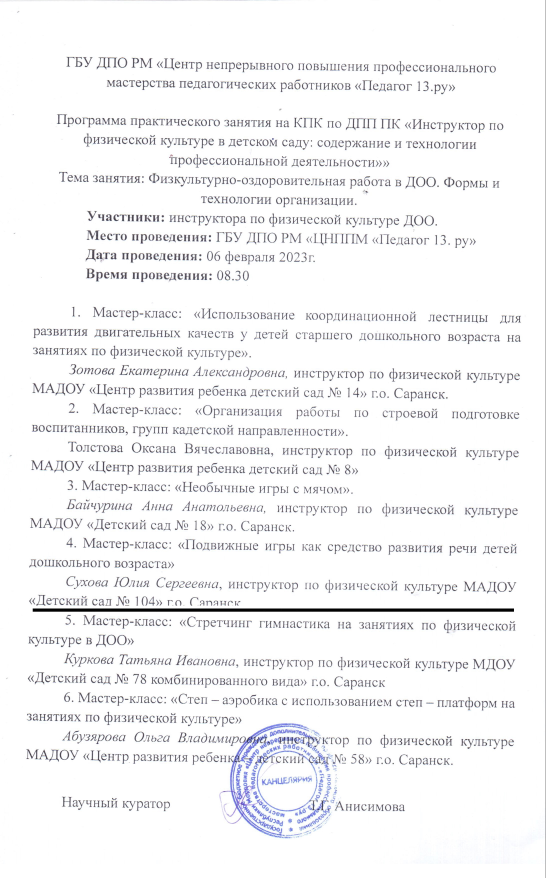 ГБУ ДПО РМ «Центр непрерывного повышения профессионального
мастерства педагогических работников «Педагог 13.ру»
Программа практического занятия на КПК по ДПП ПК «Инструктор по
физической культуре в детском саду: содержание и технологии
профессиональной деятельности»»
Тема занятия: Физкультурно-оздоровительная работа в ДОО. Формы и
технологии организации.
Участники: инструктора по физической культуре ДОО.
Место проведения: ГБУ ДПО РМ «ЦНППМ «Педагог 13. ру»
Дата проведения: 06 февраля 2023г.
Время проведения: 08.30
1. Мастер-класс: «Использование координационной лестницы для
развития двигательных качеств у детей старшего дошкольного возраста на
занятиях по физической культуре».
Зотова Екатерина Александровна, инструктор по физической культуре
МАДОУ «Центр развития ребенка детский сад № 14» г.о. Саранск.
2. Мастер-класс: «Организация работы по строевой подготовке
воспитанников, групп кадетской направленности».
Толстова Оксана Вячеславовна, инструктор по физической культуре
МАДОУ «Центр развития ребенка детский сад № 8»
3. Мастер-класс: «Необычные игры с мячом».
Байчурина Анна Анатольевна, инструктор по физической культуре
МАДОУ «Детский сад № 18» г.о. Саранск.
4. Мастер-класс: «Подвижные игры как средство развития речи детей
дошкольного возраста»
Сухова Юлия Сергеевна, инструктор по физической культуре МАДОУ
«Детский сад № 104» г.о. Саранск
5. Мастер-класс: «Стретчинг гимнастика на занятиях по физической
культуре в ДОО»
Куркова Татьяна Ивановна, инструктор по физической культуре МДОУ
«Детский сад № 78 комбинированного вида» г.о. Саранск
6. Мастер-класс: «Степ – аэробика с использованием степ – платформ на
занятиях по физической культуре»
Абузярова Ольга Владимировна, инструктор по физической культуре
МАДОУ «Центр развития ребенка детский сад № 58» г.о. Саранск.
КАНЦЕЛЯРИЯ
Научный куратор Анисимова